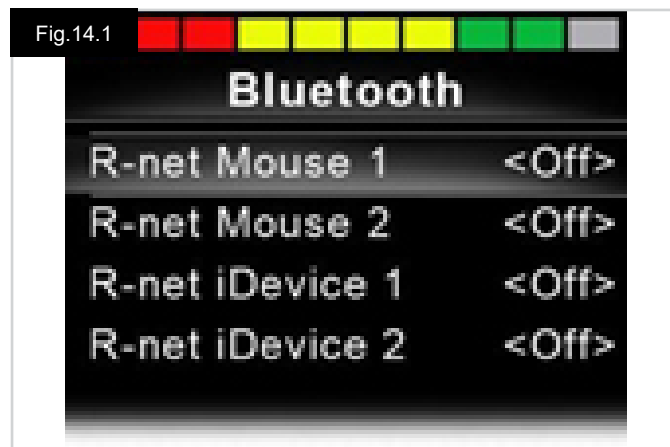 Fig.14.1
Bluetooth
R-net Mouse 1 <Off>
R-net Mouse 2 <Off>
R-net iDevice 1 <Off>
R-net iDevice 2 <Off>